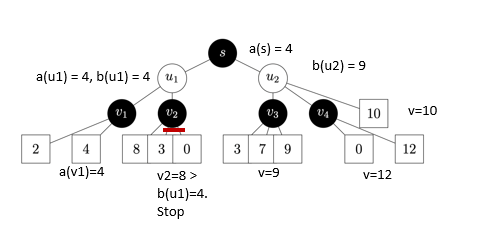 s
a(s) = 4
b(u2) = 9
a(u1) = 4, b(u1) = 4
u₁
u₂
v₁
v₂
v₃
v₄
10
v=10
2
4
8
3
0
3
7
9
0
12
a(v1)=4
v2=8 >
b(u1)=4.
Stop
v=9
v=12